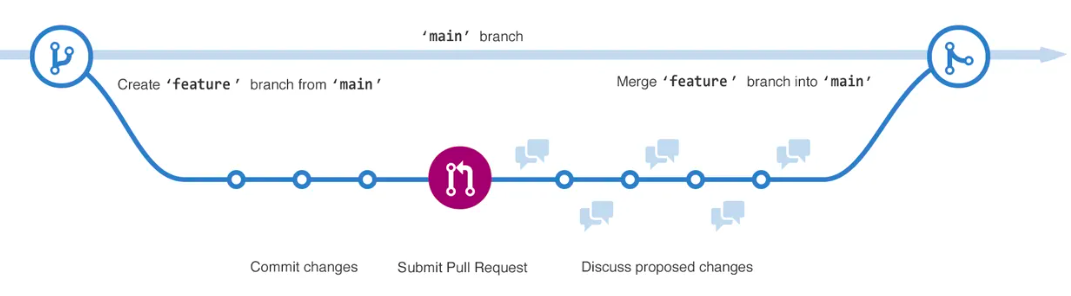 ‘main’ branch
Create ‘feature’ branch from ‘main’
Merge ‘feature’ branch into ‘main’
Commit changes
Submit Pull Request
Discuss proposed changes